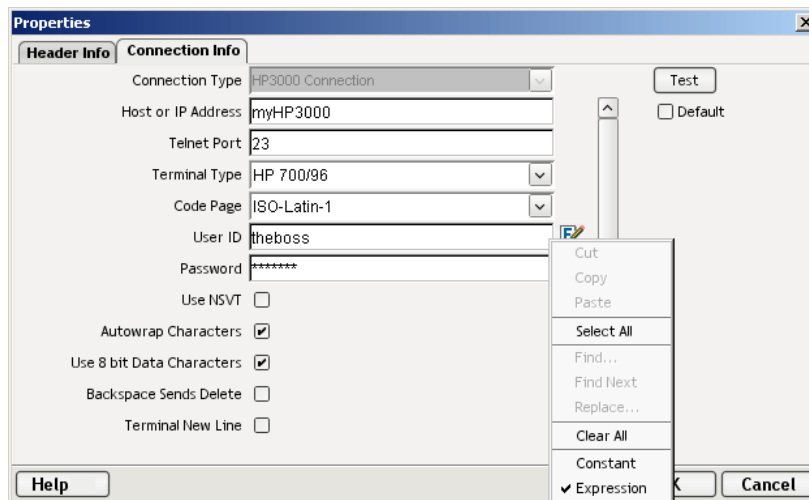 Properties
Header Info Connection Info
Connection Type HP3000 Connection Test
Host or IP Address myHP3000 Default
Telnet Port 23
Terminal Type HP 700/96
Code Page ISO-Latin-1
User ID theboss
Password *******
Use NSVT
Autowrap Characters
Use 8 bit Data Characters
Backspace Sends Delete
Terminal New Line
Cut
Copy
Paste
Select All
Find...
Find Next
Replace...
Clear All
Constant
Expression
Help Cancel